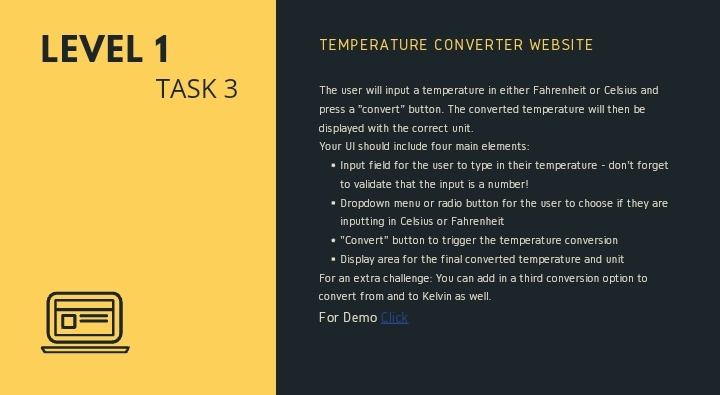 LEVEL 1
TASK 3
TEMPERATURE CONVERTER WEBSITE
The user will input a temperature in either Fahrenheit or Celsius and
press a "convert" button. The converted temperature will then be
displayed with the correct unit.
Your UI should include four main elements:
• Input field for the user to type in their temperature - don't forget
to validate that the input is a number!
• Dropdown menu or radio button for the user to choose if they are
inputting in Celsius or Fahrenheit
• "Convert" button to trigger the temperature conversion
• Display area for the final converted temperature and unit
For an extra challenge: You can add in a third conversion option to
convert from and to Kelvin as well.
For Demo Click